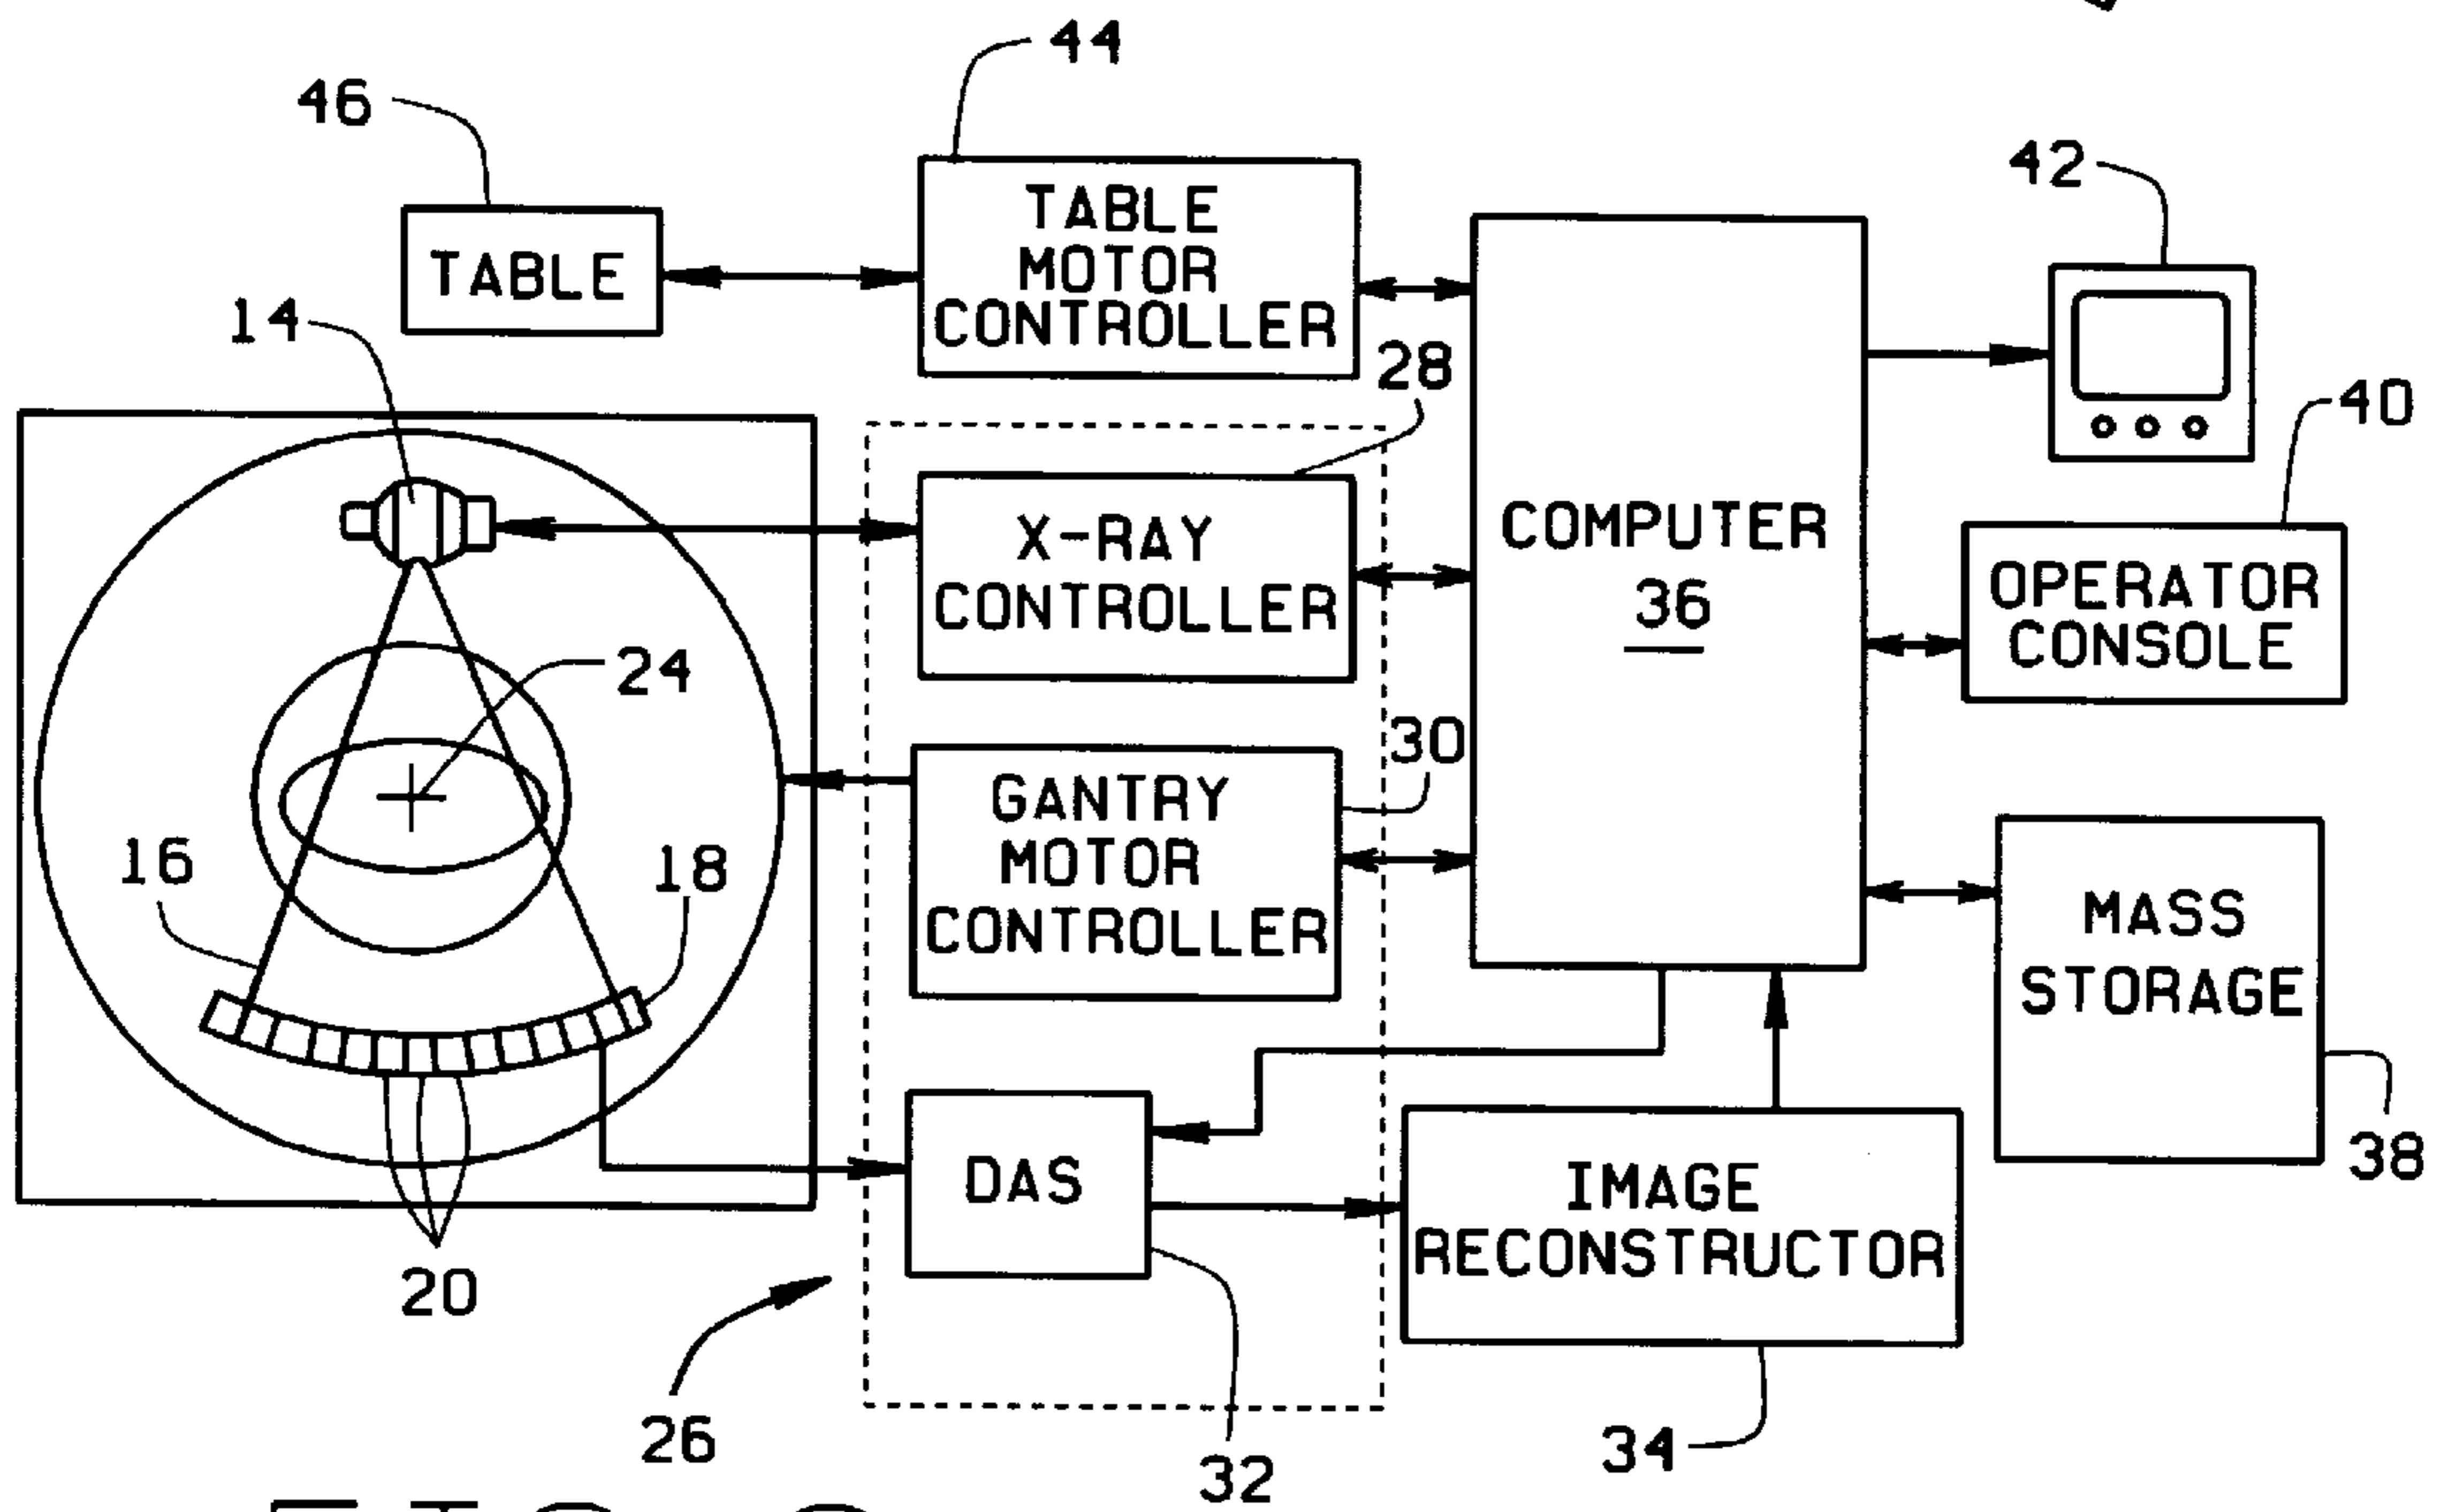 44
46
42
TABLE
MOTOR
CONTROLLER
TABLE
14
28
40
X-RAY
CONTROLLER
COMPUTER
36
OPERATOR
CONSOLE
24
30
GANTRY
MOTOR
CONTROLLER
16
18
MASS
STORAGE
DAS
IMAGE
RECONSTRUCTOR
38
20
26
32
34